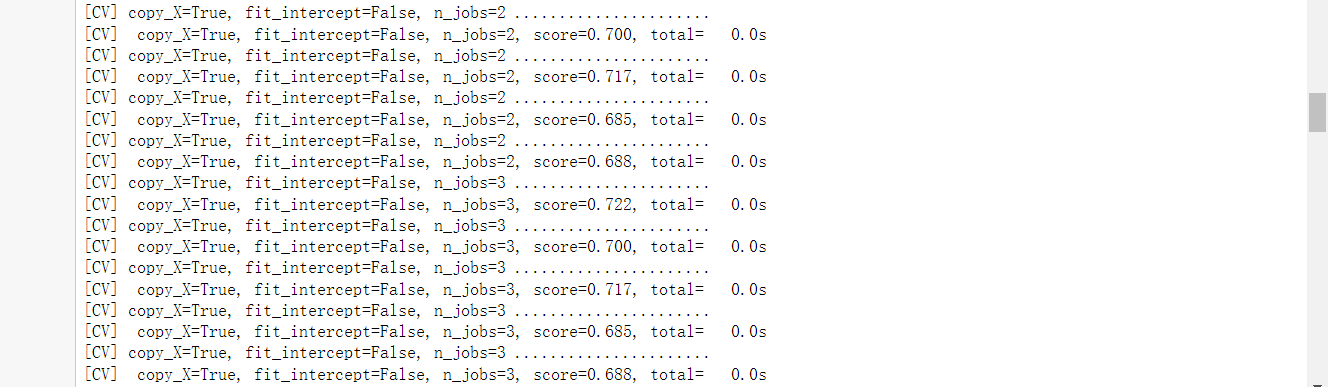 [CV] copy_X=True, fit_intercept=False, n_jobs=2 ......................
[CV]  copy_X=True, fit_intercept=False, n_jobs=2, score=0.700, total=   0.0s
[CV] copy_X=True, fit_intercept=False, n_jobs=2 ......................
[CV]  copy_X=True, fit_intercept=False, n_jobs=2, score=0.717, total=   0.0s
[CV] copy_X=True, fit_intercept=False, n_jobs=2 ......................
[CV]  copy_X=True, fit_intercept=False, n_jobs=2, score=0.685, total=   0.0s
[CV] copy_X=True, fit_intercept=False, n_jobs=2 ......................
[CV]  copy_X=True, fit_intercept=False, n_jobs=2, score=0.688, total=   0.0s
[CV] copy_X=True, fit_intercept=False, n_jobs=3 ......................
[CV]  copy_X=True, fit_intercept=False, n_jobs=3, score=0.722, total=   0.0s
[CV] copy_X=True, fit_intercept=False, n_jobs=3 ......................
[CV]  copy_X=True, fit_intercept=False, n_jobs=3, score=0.700, total=   0.0s
[CV] copy_X=True, fit_intercept=False, n_jobs=3 ......................
[CV]  copy_X=True, fit_intercept=False, n_jobs=3, score=0.717, total=   0.0s
[CV] copy_X=True, fit_intercept=False, n_jobs=3 ......................
[CV]  copy_X=True, fit_intercept=False, n_jobs=3, score=0.685, total=   0.0s
[CV] copy_X=True, fit_intercept=False, n_jobs=3 ......................
[CV]  copy_X=True, fit_intercept=False, n_jobs=3, score=0.688, total=   0.0s